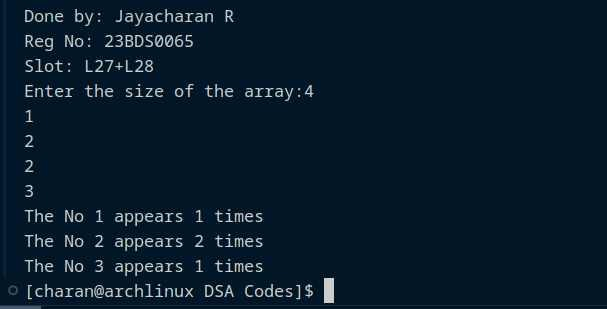 Done by: Jayacharan R
Reg No: 23BDS0065
Slot: L27+L28
Enter the size of the array:4
1
2
2
3
The No 1 appears 1 times
The No 2 appears 2 times
The No 3 appears 1 times
[charan@archlinux DSA Codes]$